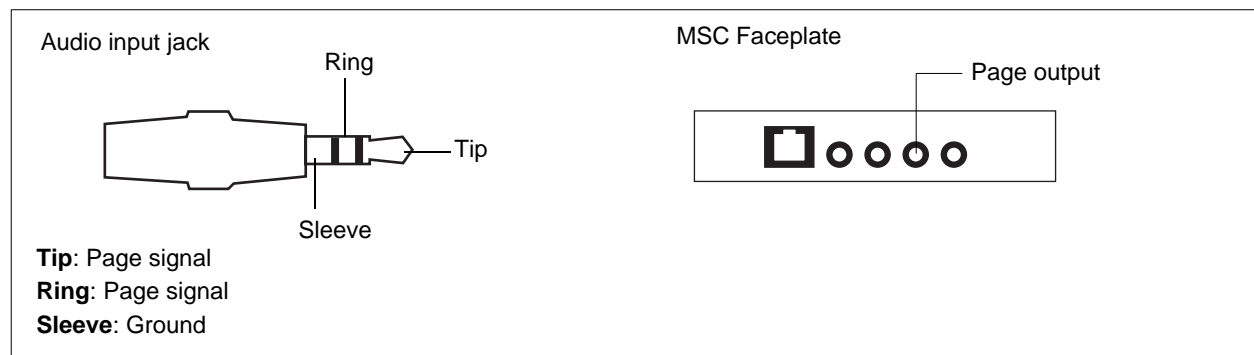 Audio input jack
Ring
Tip
Sleeve
Tip: Page signal
Ring: Page signal
Sleeve: Ground
MSC Faceplate
Page output